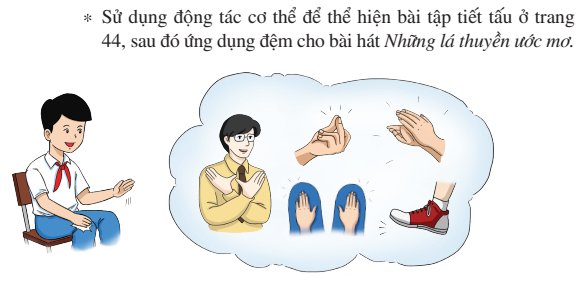 * Sử dụng động tác cơ thể để thể hiện bài tập tiết tấu ở trang
44, sau đó ứng dụng đệm cho bài hát Những lá thuyền ước mơ.